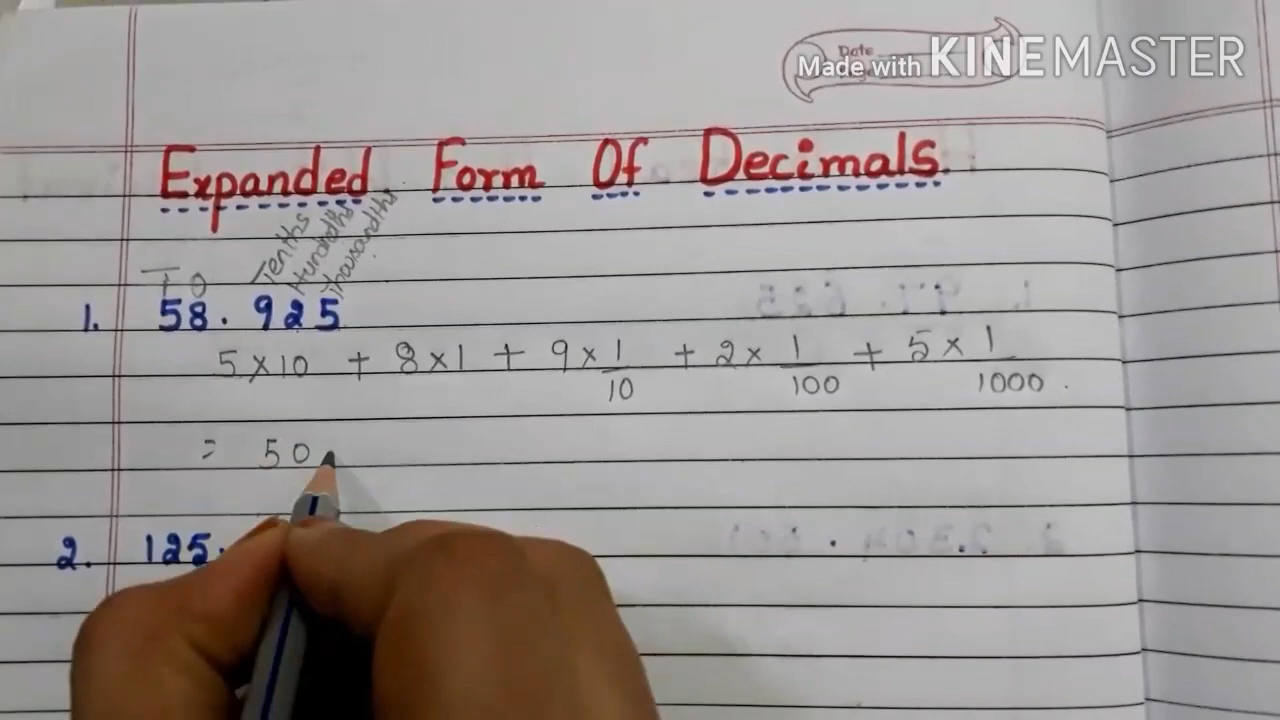 Date
Made with KINEMASTER
Expanded Form Of Decimals.
Tenths Hundredths Thousandths
T O
1. 58.925
5×10 + 8×1 + 9×1/10 + 2×1/100 + 5×1/1000.
= 50
2. 125.